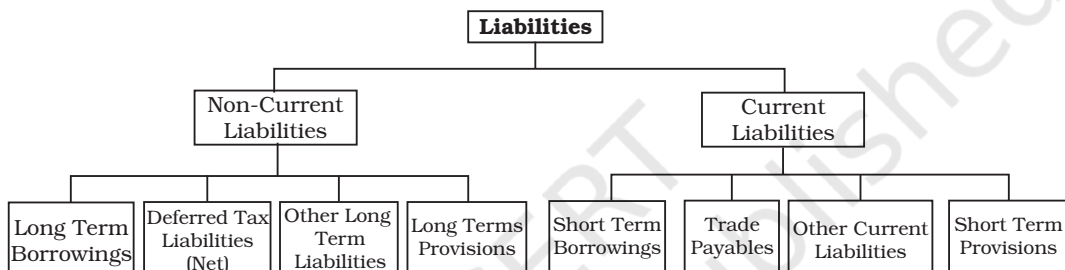 Liabilities
Non-Current
Liabilities
Current
Liabilities
Long Term
Borrowings
Deferred Tax
Liabilities
(Net)
Other Long
Term
Liabilities
Long Terms
Provisions
Short Term
Borrowings
Trade
Payables
Other Current
Liabilities
Short Term
Provisions